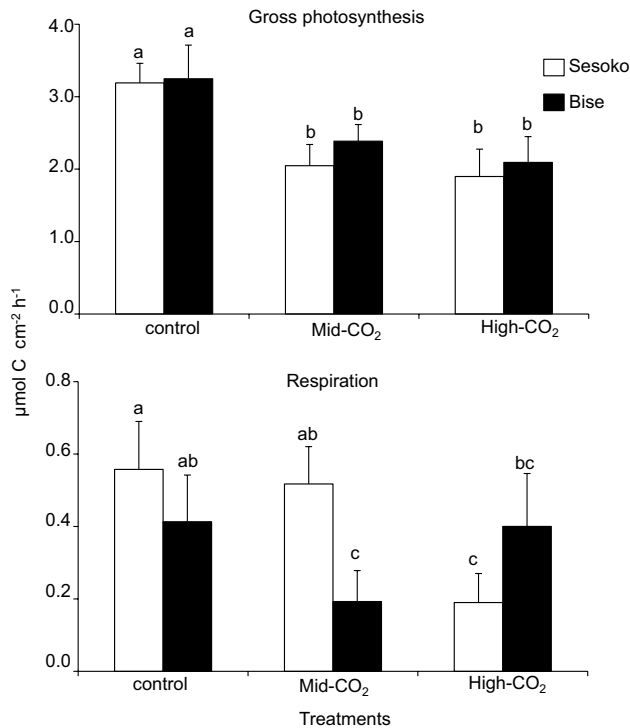 Gross photosynthesis
4.0
3.0
2.0
1.0
0.0
a
a
b
b
b
b
Sesoko
Bise
control
Mid-CO₂
High-CO₂
µmol C cm⁻² h⁻¹
Respiration
0.8
0.6
0.4
0.2
0.0
a
ab
ab
c
c
bc
control
Mid-CO₂
High-CO₂
Treatments